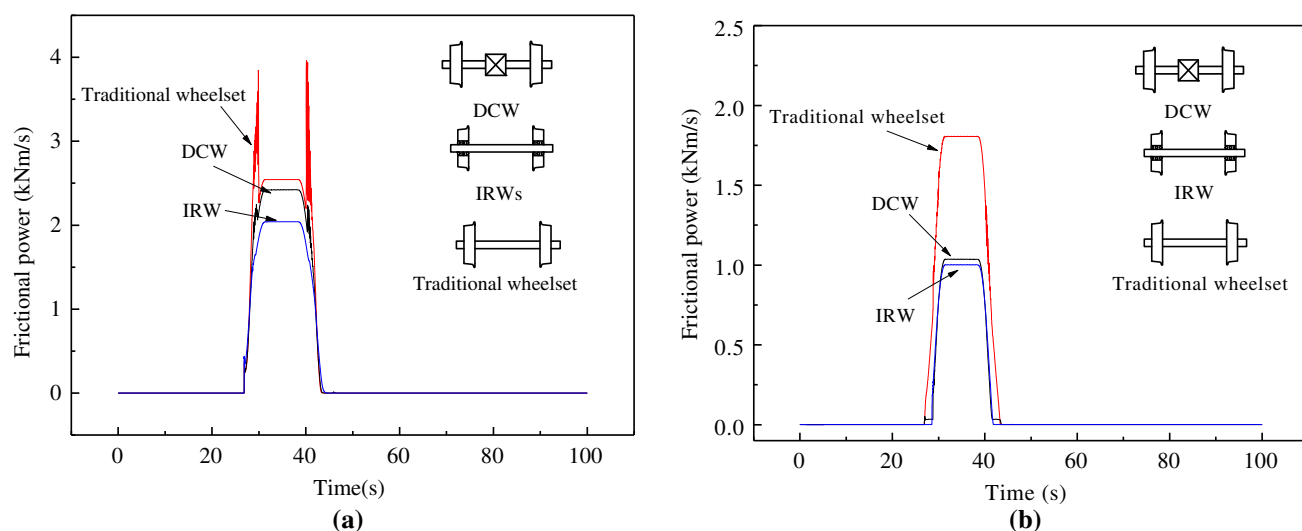 4
3
2
1
0
Frictional power (kNm/s)
Traditional wheelset
DCW
IRW
DCW
IRWs
Traditional wheelset
0 20 40 60 80 100
Time(s)
(a)
2.5
2.0
1.5
1.0
0.5
0.0
Frictional power (kNm/s)
Traditional wheelset
DCW
IRW
DCW
IRW
Traditional wheelset
0 20 40 60 80 100
Time (s)
(b)